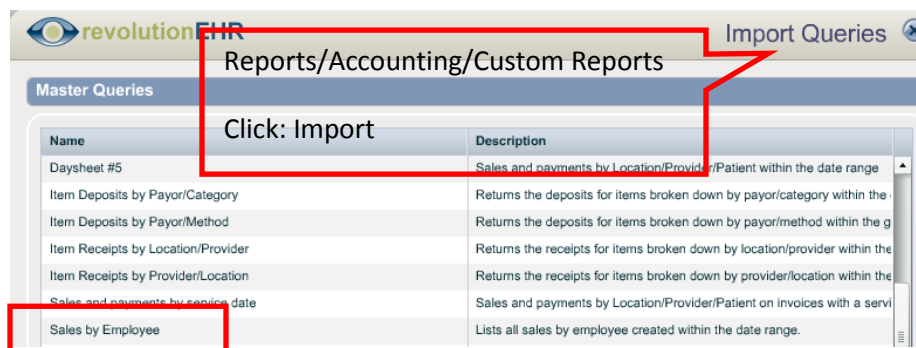 revolutionEHR
Import Queries
Reports/Accounting/Custom Reports
Master Queries
Click: Import
Name Description
Daysheet #5 Sales and payments by Location/Provider/Patient within the date range
Item Deposits by Payor/Category Returns the deposits for items broken down by payor/category within the
Item Deposits by Payor/Method Returns the deposits for items broken down by payor/method within the g
Item Receipts by Location/Provider Returns the receipts for items broken down by location/provider within the
Item Receipts by Provider/Location Returns the receipts for items broken down by provider/location within the
Sales and payments by service date Sales and payments by Location/Provider/Patient on invoices with a servi
Sales by Employee Lists all sales by employee created within the date range.